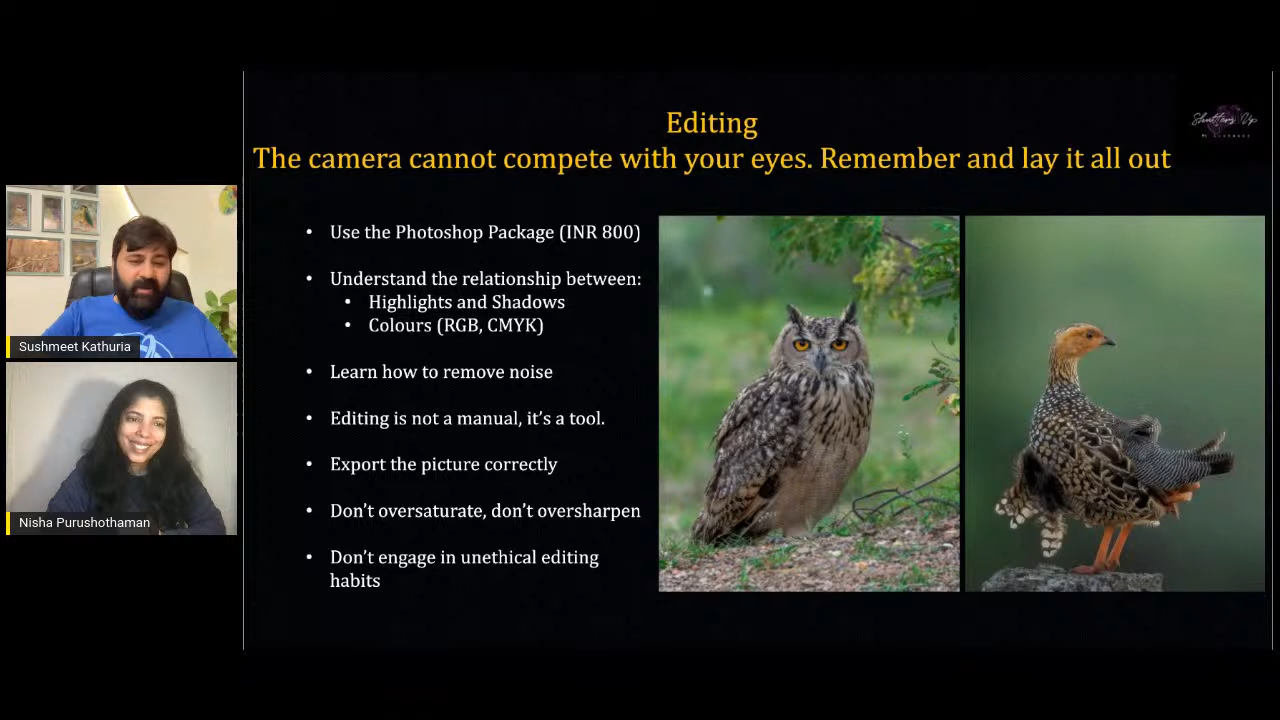 Editing
The camera cannot compete with your eyes. Remember and lay it all out
Shutters Up
• Use the Photoshop Package (INR 800)
• Understand the relationship between:
• Highlights and Shadows
• Colours (RGB, CMYK)
• Learn how to remove noise
• Editing is not a manual, it’s a tool.
• Export the picture correctly
• Don’t oversaturate, don’t oversharpen
• Don’t engage in unethical editing
habits
Sushmeet Kathuria
Nisha Purushothaman